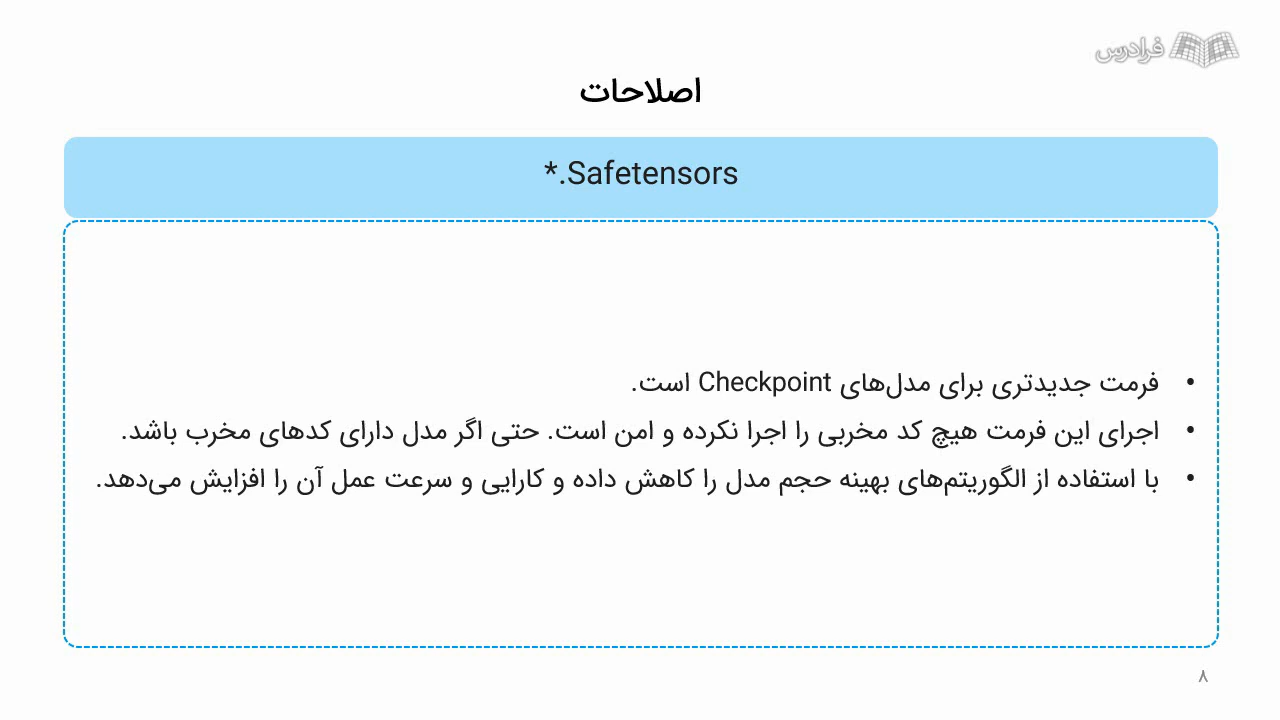 فرادرس
اصلاحات
*.Safetensors
• فرمت جدیدتری برای مدل‌های Checkpoint است.
• اجرای این فرمت هیچ کد مخربی را اجرا نکرده و امن است. حتی اگر مدل دارای کدهای مخرب باشد.
• با استفاده از الگوریتم‌های بهینه حجم مدل را کاهش داده و کارایی و سرعت عمل آن را افزایش می‌دهد.
۸